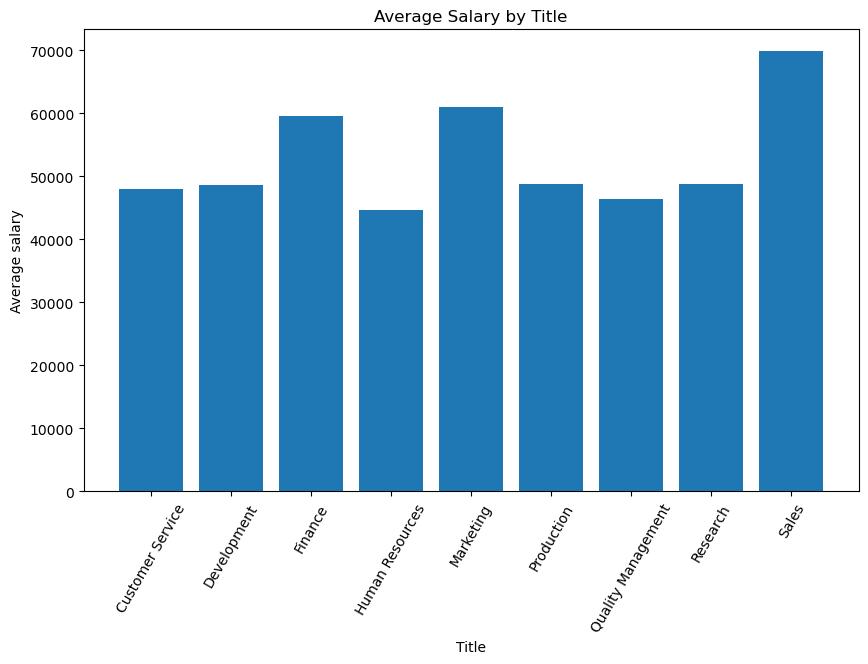 Average Salary by Title
Average salary
70000
60000
50000
40000
30000
20000
10000
0
Customer Service
Development
Finance
Human Resources
Marketing
Production
Quality Management
Research
Sales
Title